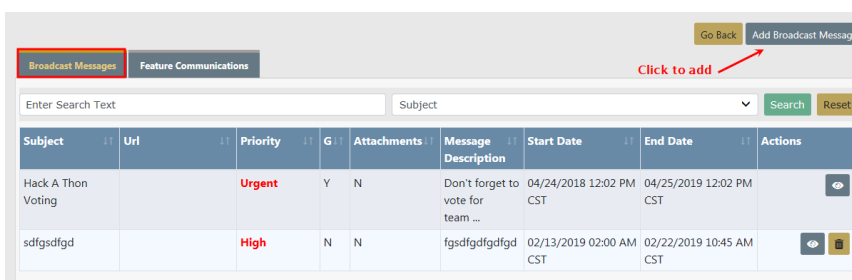 Go Back Add Broadcast Messag
Broadcast Messages Feature Communications
Click to add
Enter Search Text Subject Search Reset
Subject Url Priority G Attachments Message Description Start Date End Date Actions
Hack A Thon Voting Urgent Y N Don't forget to vote for team ... 04/24/2018 12:02 PM CST 04/25/2019 12:02 PM CST
sdfgsdfgd High N N fgsdfgdfgdfgd 02/13/2019 02:00 AM CST 02/22/2019 10:45 AM CST